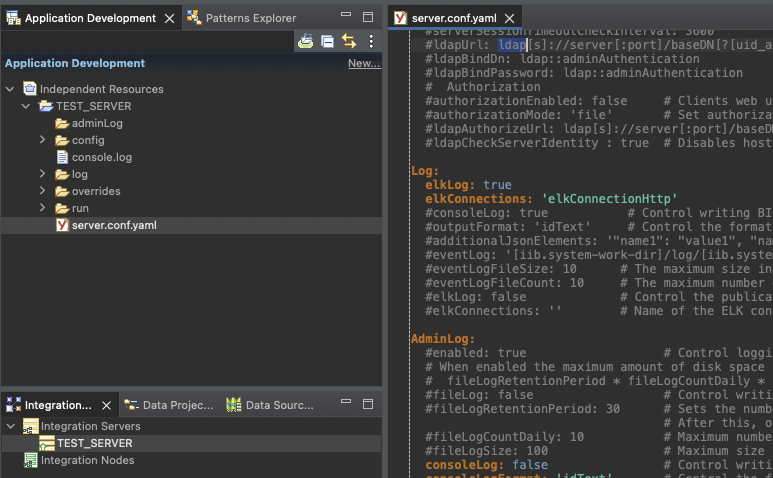 Application Development
Patterns Explorer
Application Development
New...
Independent Resources
TEST_SERVER
adminLog
config
console.log
log
overrides
run
server.conf.yaml
Integration...
Data Projec...
Data Sourc...
Integration Servers
TEST_SERVER
Integration Nodes
server.conf.yaml
#serverSessionTimeoutCheckInterval: 3600
#ldapUrl: ldap[s]://server[:port]/baseDN[?[uid_a
#ldapBindDn: ldap::adminAuthentication
#ldapBindPassword: ldap::adminAuthentication
#  Authorization
#authorizationEnabled: false     # Clients web u
#authorizationMode: 'file'       # Set authoriza
#ldapAuthorizeUrl: ldap[s]://server[:port]/baseD
#ldapCheckServerIdentity : true  # Disables host
Log:
elkLog: true
elkConnections: 'elkConnectionHttp'
#consoleLog: true           # Control writing BI
#outputFormat: 'idText'     # Control the format
#additionalJsonElements: '"name1": "value1", "na
#eventLog: '[iib.system-work-dir]/log/[iib.syste
#eventLogFileSize: 10      # The maximum size in
#eventLogFileCount: 10     # The maximum number
#elkLog: false             # Control the publica
#elkConnections: ''        # Name of the ELK con
AdminLog:
#enabled: true                   # Control loggi
# When enabled the maximum amount of disk space
#  fileLogRetentionPeriod * fileLogCountDaily *
#fileLog: false                  # Control writi
#fileLogRetentionPeriod: 30      # Sets the numb
# After this, o
#fileLogCountDaily: 10           # Maximum numbe
#fileLogSize: 100                # Maximum size
consoleLog: false                # Control writi
consoleLogFormat: 'idText'       # Control the f